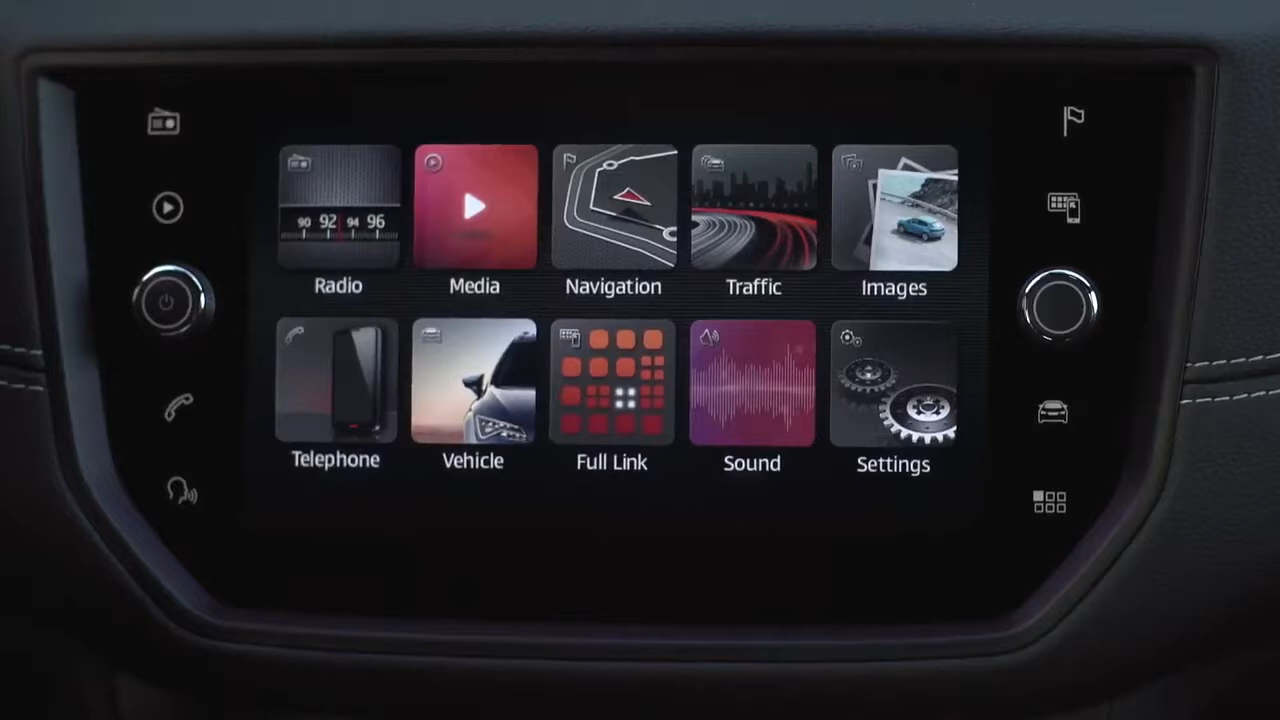 90 92 94 96
Radio Media Navigation Traffic Images
Telephone Vehicle Full Link Sound Settings